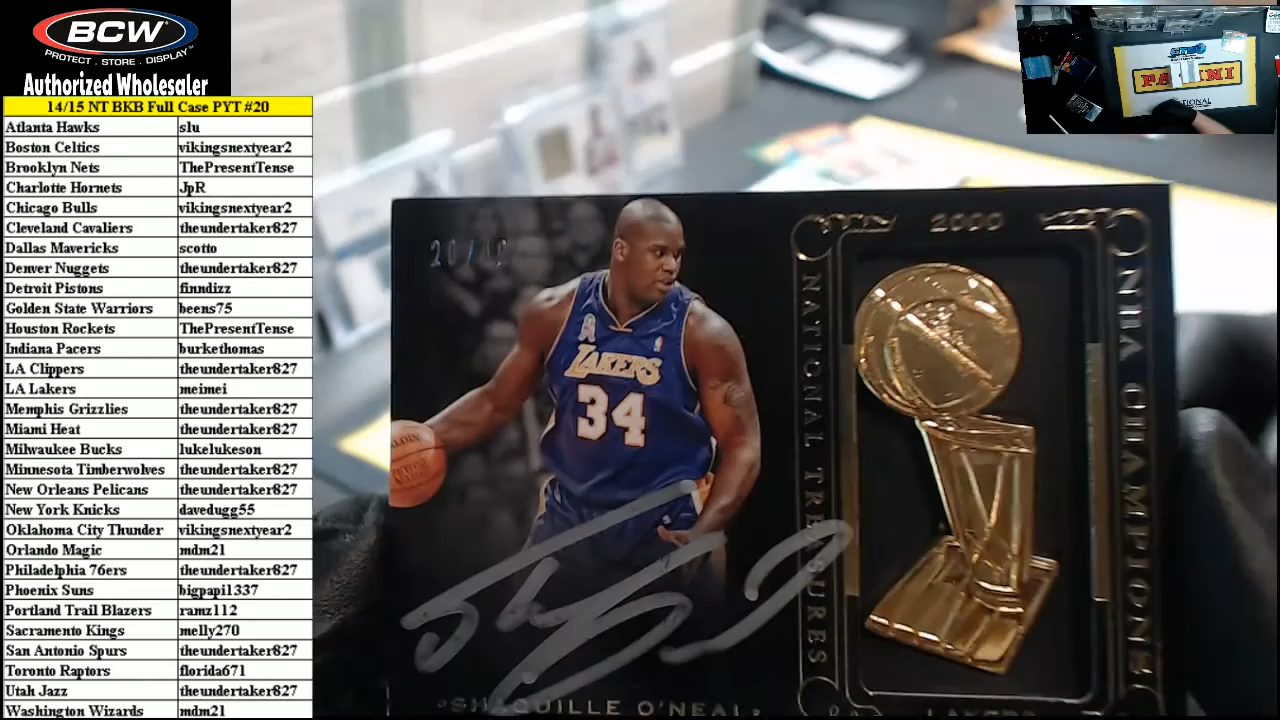 BCW
PROTECT . STORE . DISPLAY
Authorized Wholesaler
14/15 NT BKB Full Case PYT #20
Atlanta Hawks slu
Boston Celtics vikingsnextyear2
Brooklyn Nets ThePresentTense
Charlotte Hornets JpR
Chicago Bulls vikingsnextyear2
Cleveland Cavaliers theundertaker827
Dallas Mavericks scotto
Denver Nuggets theundertaker827
Detroit Pistons finndizz
Golden State Warriors beens75
Houston Rockets ThePresentTense
Indiana Pacers burkethomas
LA Clippers theundertaker827
LA Lakers meimei
Memphis Grizzlies theundertaker827
Miami Heat theundertaker827
Milwaukee Bucks lukelukeson
Minnesota Timberwolves theundertaker827
New Orleans Pelicans theundertaker827
New York Knicks davedugg55
Oklahoma City Thunder vikingsnextyear2
Orlando Magic mdm21
Philadelphia 76ers theundertaker827
Phoenix Suns bigpapi1337
Portland Trail Blazers ramz112
Sacramento Kings melly270
San Antonio Spurs theundertaker827
Toronto Raptors florida671
Utah Jazz theundertaker827
Washington Wizards mdm21
2000
NATIONAL TREASURES
NBA CHAMPIONS
LAKERS
34
SHAQUILLE O'NEAL
LAKERS
PANINI